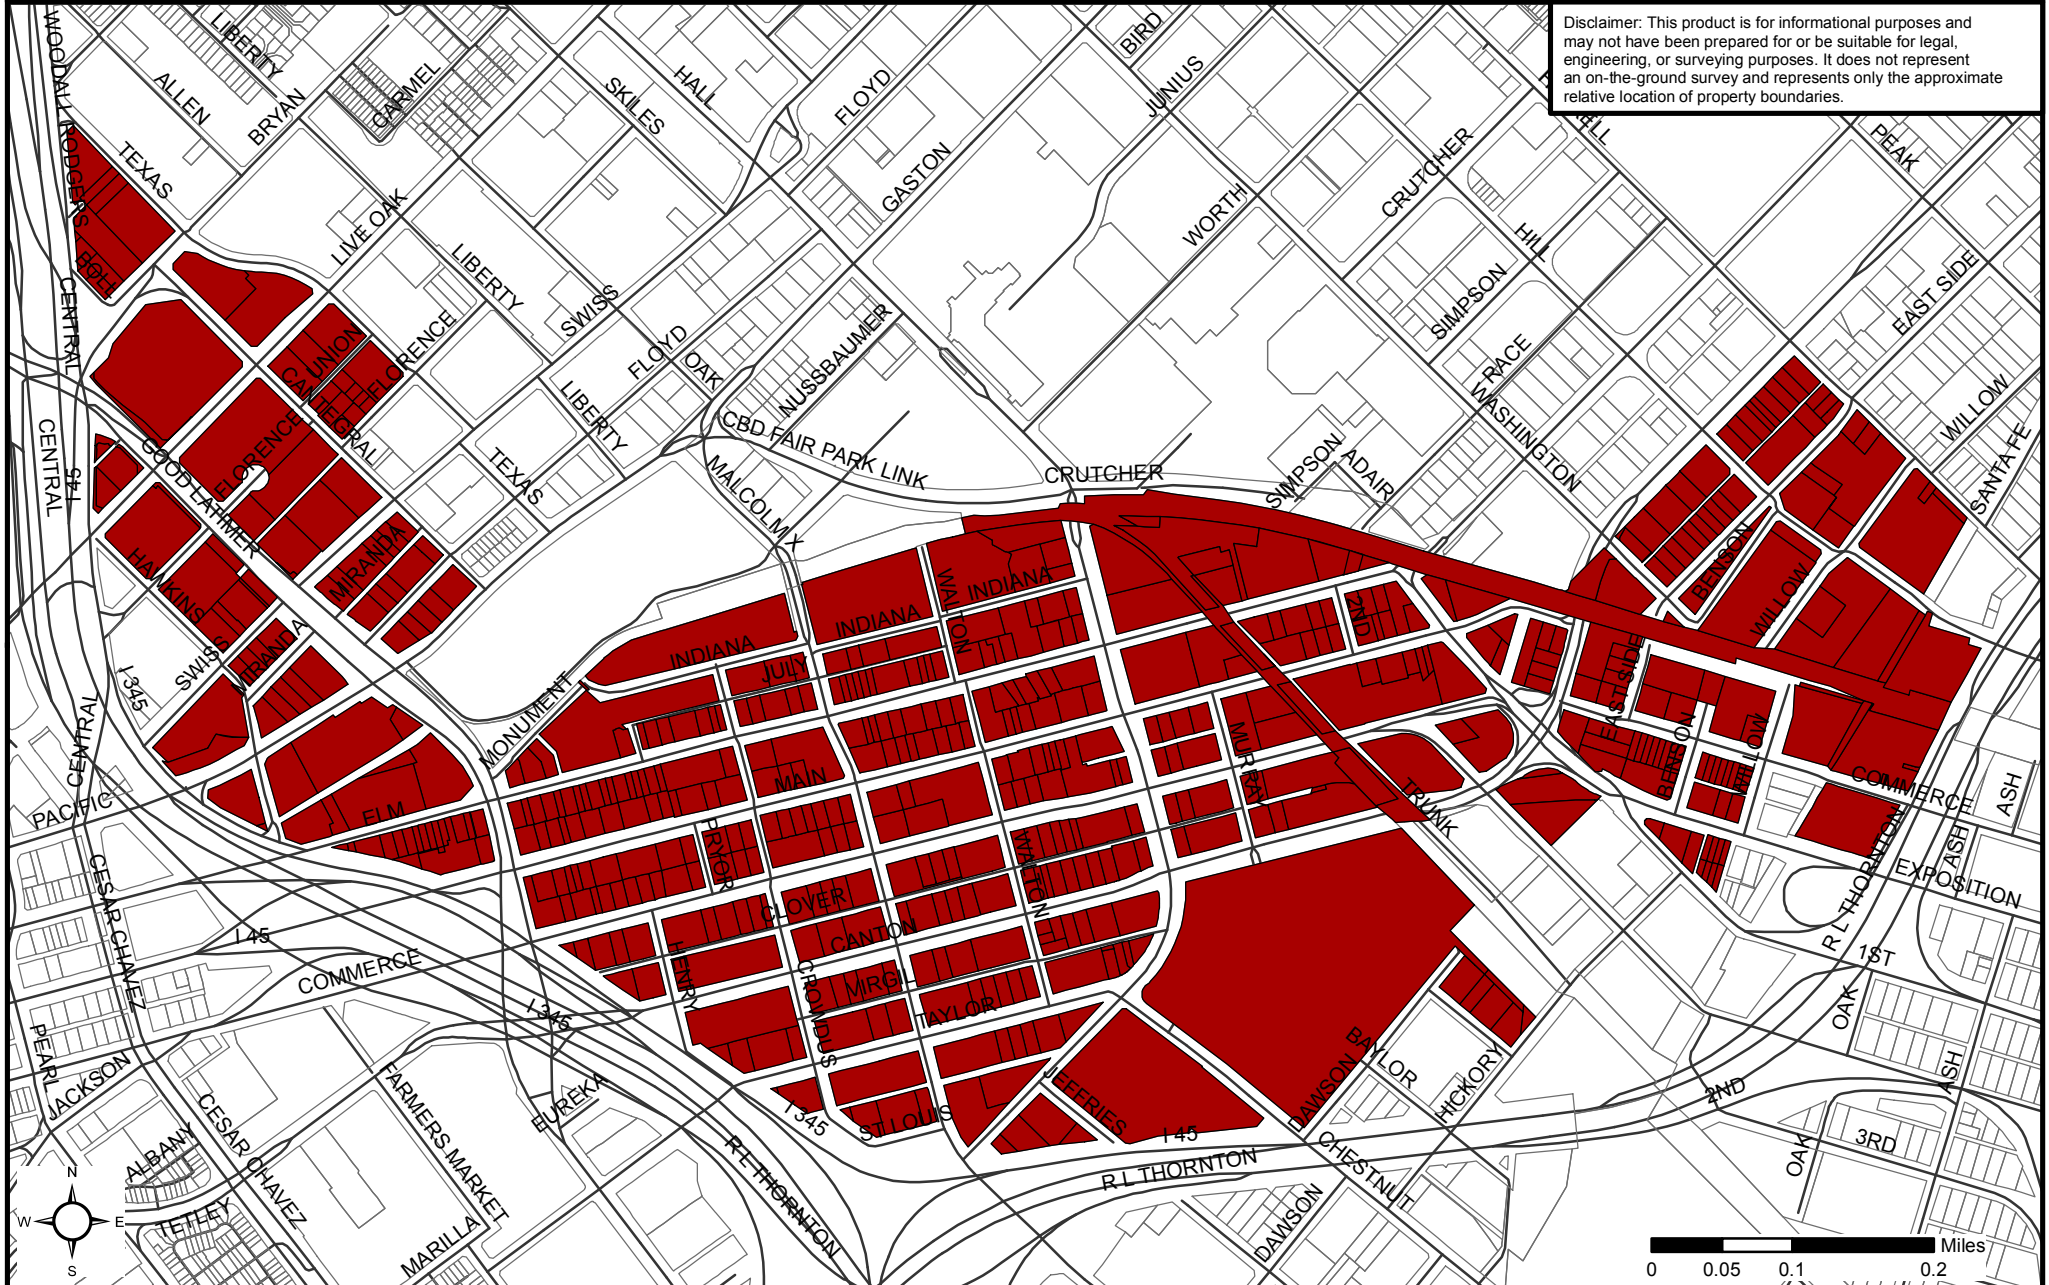 Disclaimer: This product is for informational purposes and
may not have been prepared for or be suitable for legal,
engineering, or surveying purposes. It does not represent
an on-the-ground survey and represents only the approximate
relative location of property boundaries.
WOODALL RODGERS
LIBERTY
ALLEN
BRYAN
CARMEL
TEXAS
SKILES
HALL
FLOYD
BIRD
JUNIUS
GASTON
CRUTCHER
PEAK
WORTH
HILL
LIVE OAK
LIBERTY
SWISS
BOLL
CENTRAL
UNION
FLORENCE
CANTEGRAL
FLOYD
OAK
NUSSBAUMER
SIMPSON
RACE
WASHINGTON
EAST SIDE
WILLOW
SANTA FE
CENTRAL
I 45
GOOD LATIMER
FLORENCE
LIBERTY
TEXAS
CBD FAIR PARK LINK
CRUTCHER
MALCOLM X
SIMPSON
ADAIR
MIRANDA
HAWKINS
SWISS
MIRANDA
I 345
INDIANA
WALTON
INDIANA
INDIANA
JULY
2ND
BENSON
WILLOW
EAST SIDE
MONUMENT
CENTRAL
PACIFIC
ELM
MAIN
MURRAY
TRUNK
BENSON
WILLOW
COMMERCE
ASH
PRYOR
WALTON
CESAR CHAVEZ
CLOVER
CANTON
R L THORNTON
ASH
EXPOSITION
I 45
COMMERCE
HENRY
CROWDUS
VIRGIL
TAYLOR
1ST
OAK
I 345
PEARL
JACKSON
FARMERS MARKET
EUREKA
CESAR CHAVEZ
ALBANY
TETLEY
MARILLA
I 345
ST LOUIS
JEFFRIES
R L THORNTON
I 45
R L THORNTON
DAWSON
BAYLOR
HICKORY
CHESTNUT
DAWSON
2ND
ASH
3RD
OAK
N
W
E
S
Miles
0
0.05
0.1
0.2